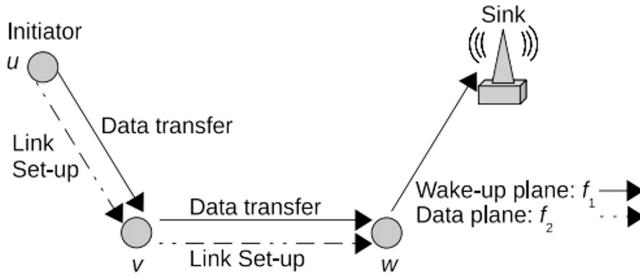 Initiator
Sink
u
Data transfer
Link
Set-up
Wake-up plane: f1
Data transfer
Data plane: f2
v
Link Set-up
w